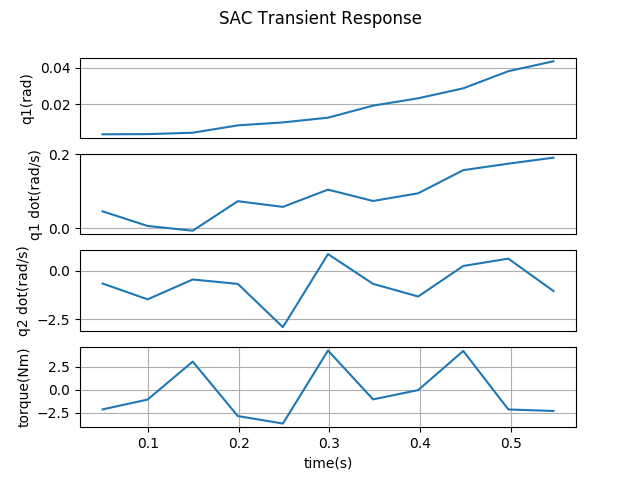 SAC Transient Response
q1(rad)
0.04
0.02
q1 dot(rad/s)
0.2
0.0
q2 dot(rad/s)
0.0
−2.5
torque(Nm)
2.5
0.0
−2.5
0.1 0.2 0.3 0.4 0.5
time(s)